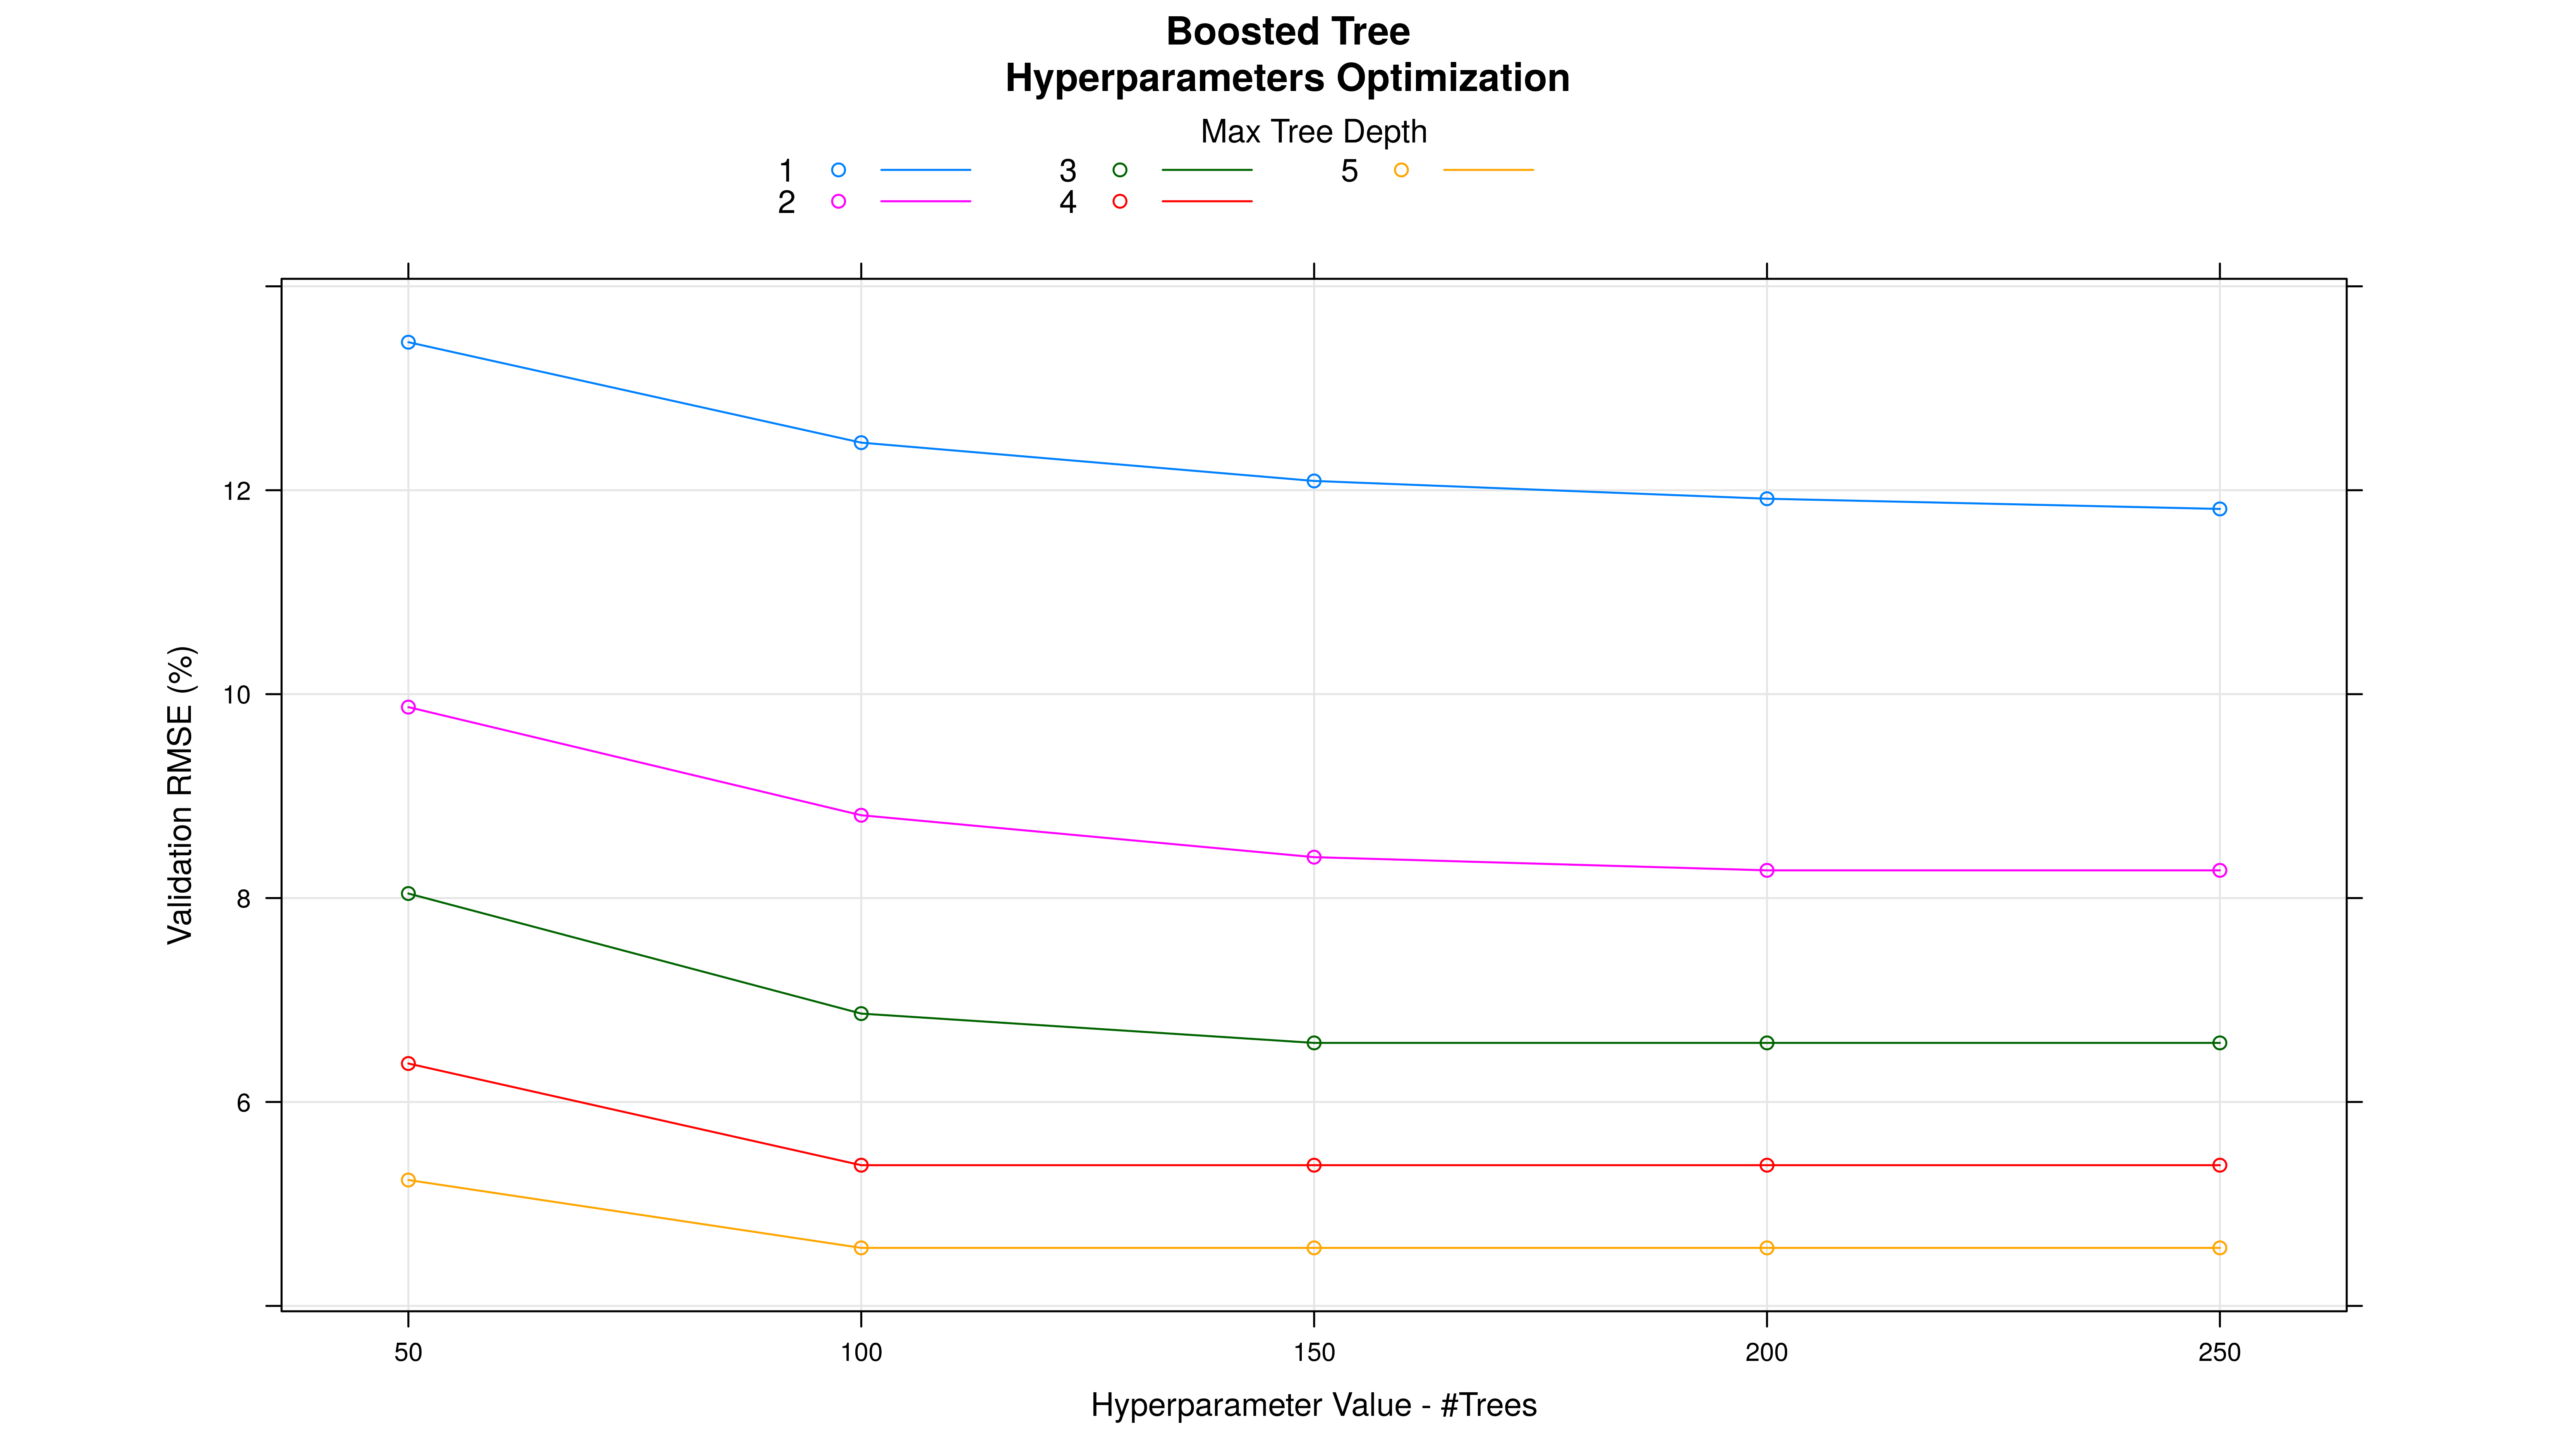 Boosted Tree
Hyperparameters Optimization
Max Tree Depth
1 3 5
2 4
12
10
8
6
Validation RMSE (%)
50 100 150 200 250
Hyperparameter Value - #Trees